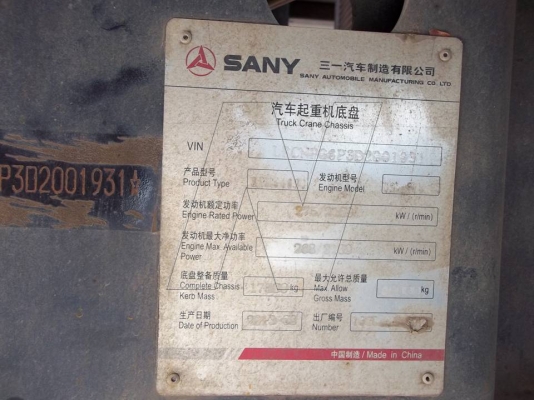 SANY 三一汽车制造有限公司
SANY AUTOMOBILE MANUFACTURING CO. LTD
汽车起重机底盘
Truck Crane Chassis
VIN
P3D2001931☆
产品型号
Product Type
发动机型号
Engine Model
发动机额定功率
Engine Rated Power
kW / (r/min)
发动机最大净功率
Engine Max. Available
Power
kW / (r/min)
底盘整备质量
Complete Chassis
Kerb Mass
kg
最大允许总质量
Max. Allow
Gross Mass
kg
生产日期
Date of Production
出厂编号
Number
中国制造 / Made in China